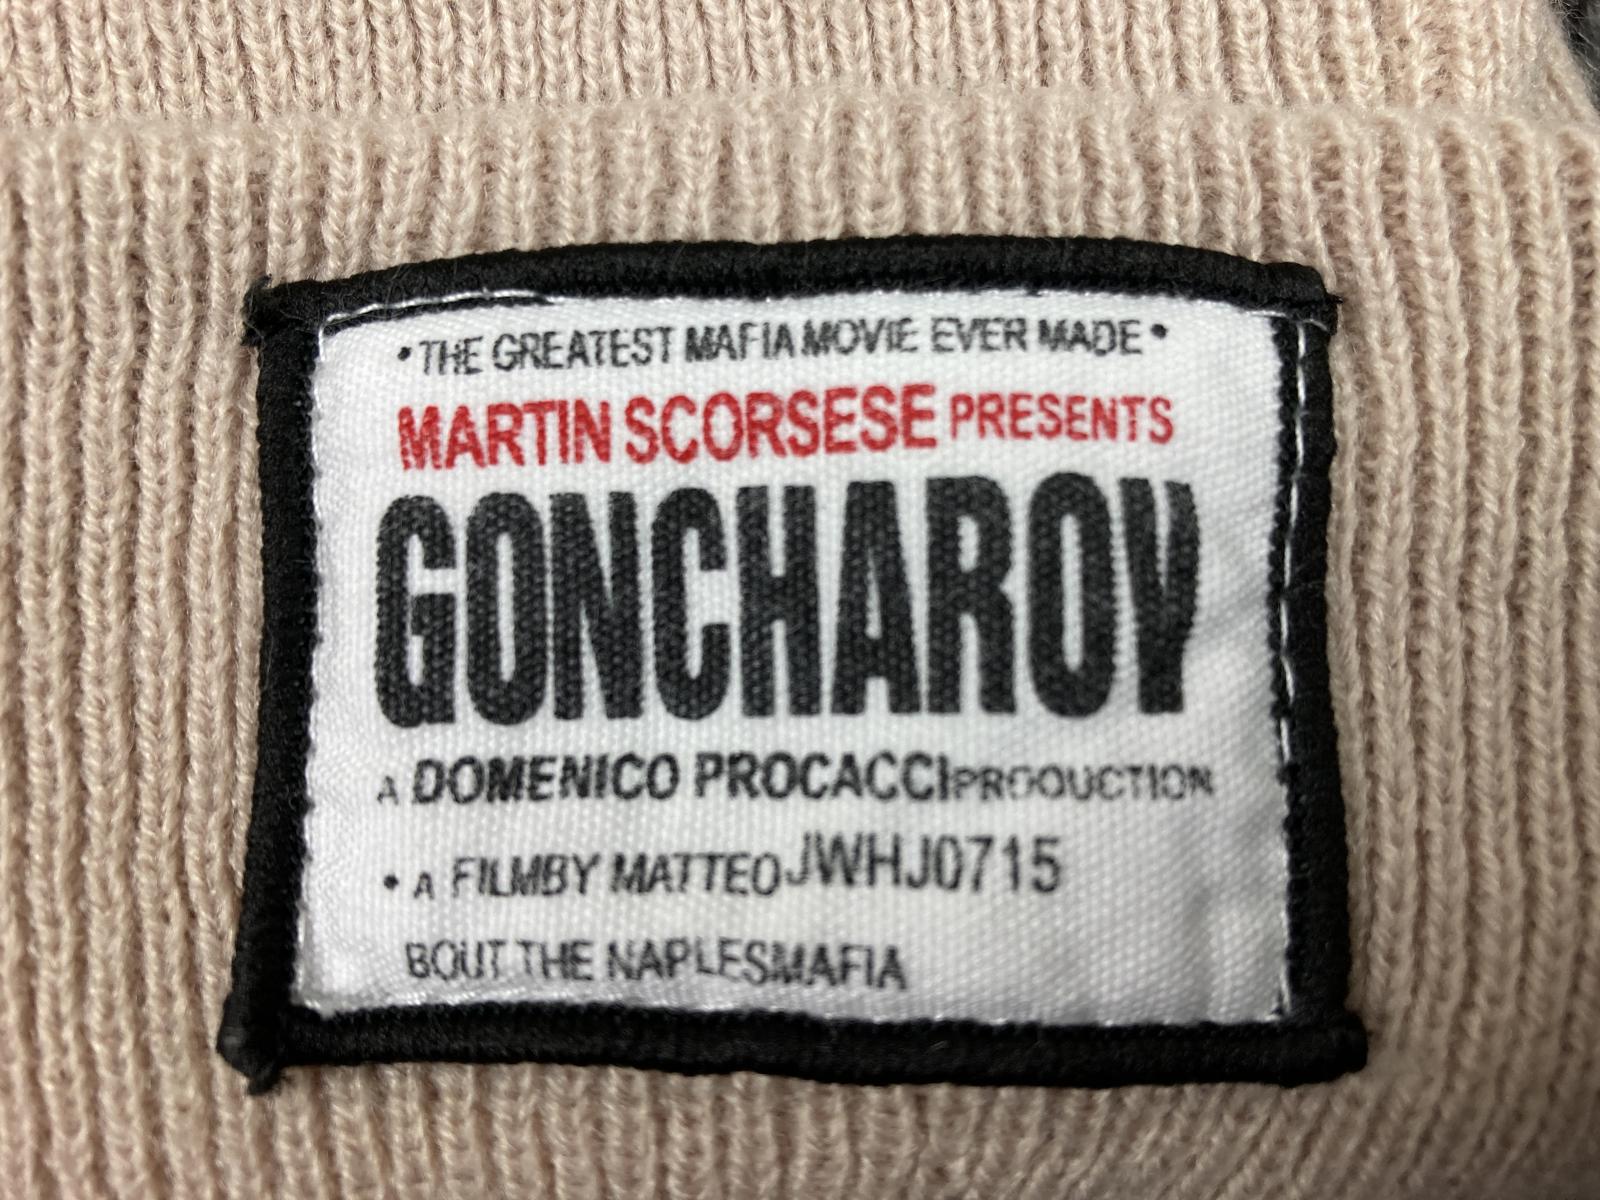 • THE GREATEST MAFIA MOVIE EVER MADE •
MARTIN SCORSESE PRESENTS
GONCHAROV
A DOMENICO PROCACCI PRODUCTION
• A FILMBY MATTEO JWHJ0715
BOUT THE NAPLESMAFIA